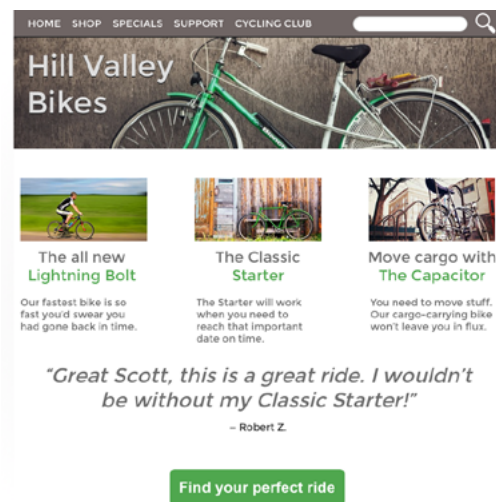 HOME SHOP SPECIALS SUPPORT CYCLING CLUB
Hill Valley
Bikes
The all new
Lightning Bolt
Our fastest bike is so
fast you'd swear you
had gone back in time.
The Classic
Starter
The Starter will work
when you need to
reach that important
date on time.
Move cargo with
The Capacitor
You need to move stuff.
Our cargo-carrying bike
won't leave you in flux.
“Great Scott, this is a great ride. I wouldn't
be without my Classic Starter!”
– Robert Z.
Find your perfect ride